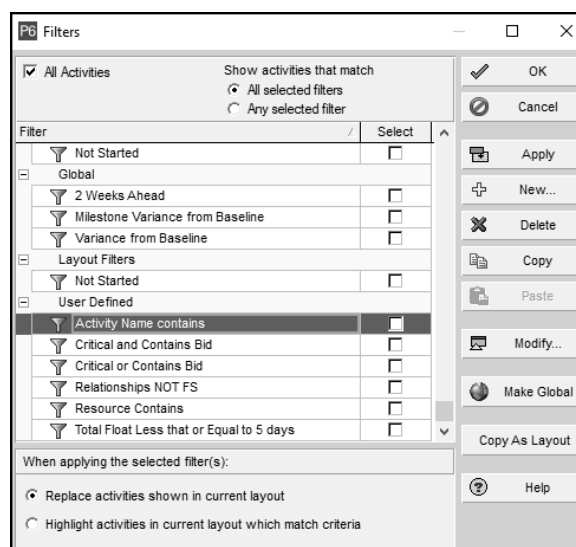 P6 Filters
All Activities
Show activities that match
All selected filters
Any selected filter
Filter Select
Not Started
Global
2 Weeks Ahead
Milestone Variance from Baseline
Variance from Baseline
Layout Filters
Not Started
User Defined
Activity Name contains
Critical and Contains Bid
Critical or Contains Bid
Relationships NOT FS
Resource Contains
Total Float Less that or Equal to 5 days
When applying the selected filter(s):
Replace activities shown in current layout
Highlight activities in current layout which match criteria
OK
Cancel
Apply
New...
Delete
Copy
Paste
Modify...
Make Global
Copy As Layout
Help